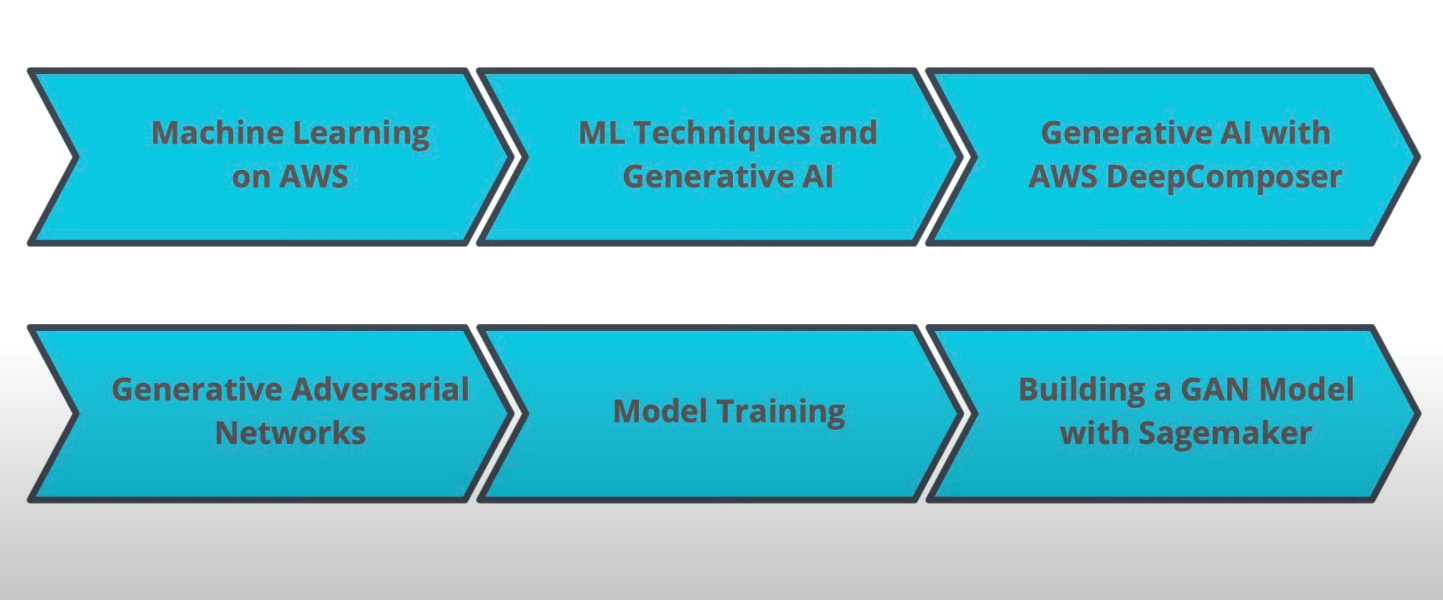 Machine Learning
on AWS
ML Techniques and
Generative AI
Generative AI with
AWS DeepComposer
Generative Adversarial
Networks
Model Training
Building a GAN Model
with Sagemaker